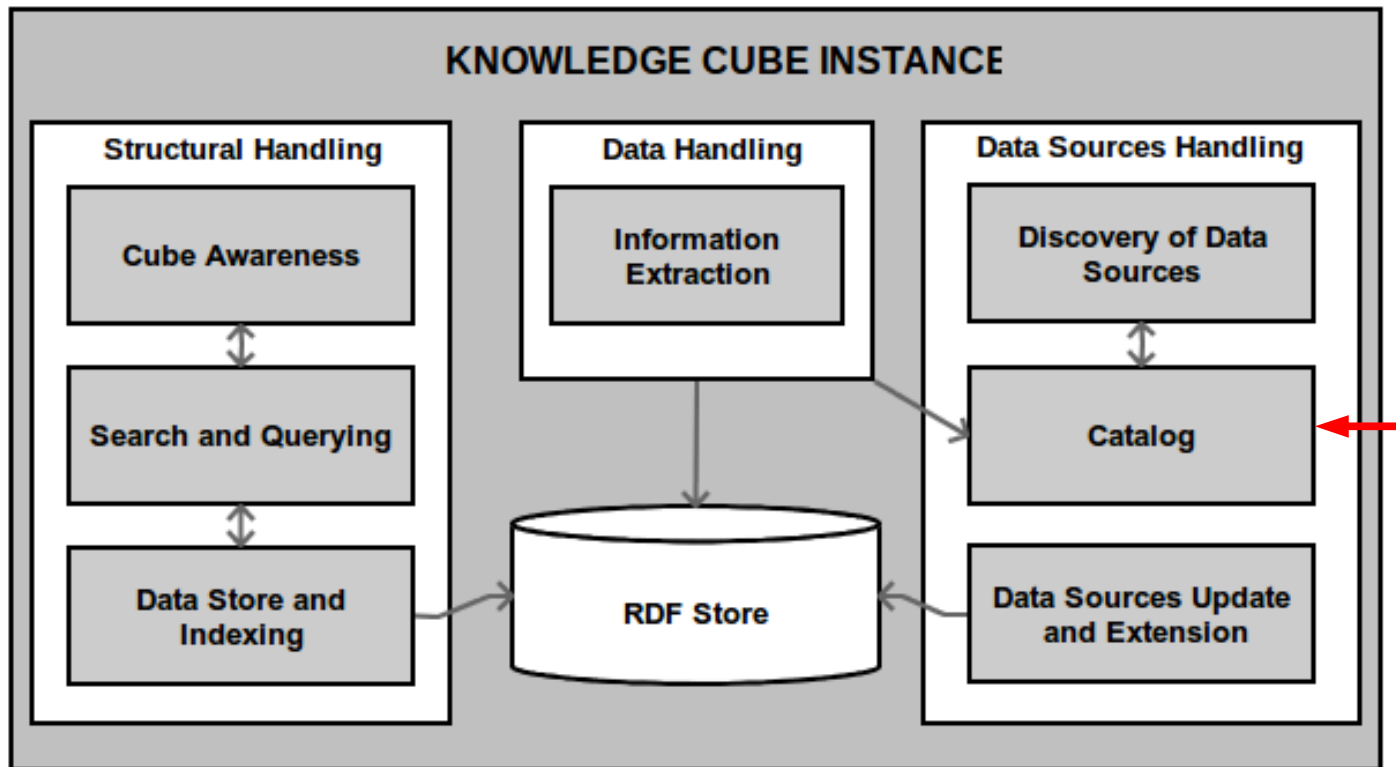 KNOWLEDGE CUBE INSTANCE
Structural Handling
Cube Awareness
Search and Querying
Data Store and
Indexing
Data Handling
Information
Extraction
RDF Store
Data Sources Handling
Discovery of Data
Sources
Catalog
Data Sources Update
and Extension